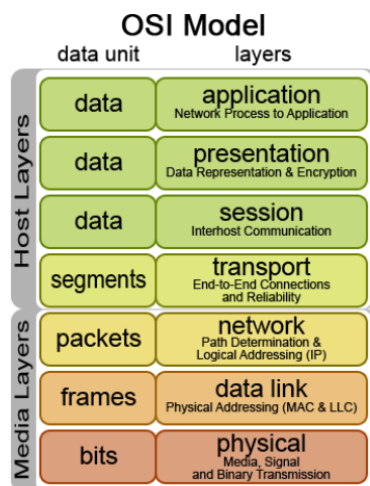 OSI Model
data unit layers
Host Layers
data application
Network Process to Application
data presentation
Data Representation & Encryption
data session
Interhost Communication
segments transport
End-to-End Connections
and Reliability
Media Layers
packets network
Path Determination &
Logical Addressing (IP)
frames data link
Physical Addressing (MAC & LLC)
bits physical
Media, Signal
and Binary Transmission